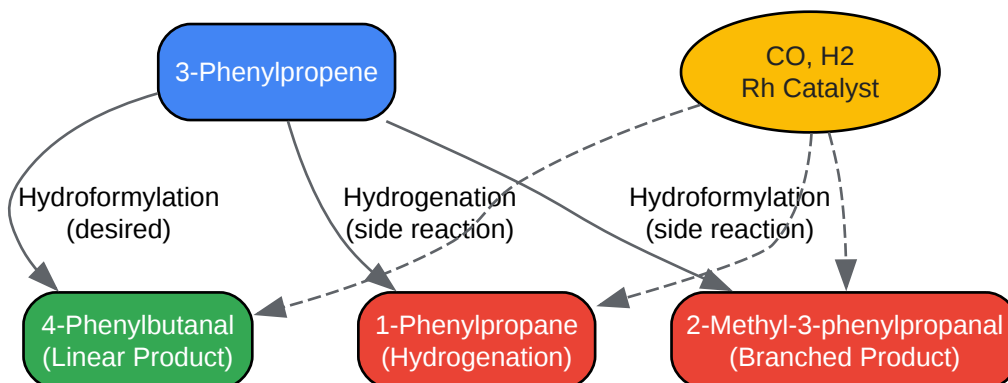 3-Phenylpropene
CO, H2
Rh Catalyst
Hydroformylation
(desired)
Hydrogenation
(side reaction)
Hydroformylation
(side reaction)
4-Phenylbutanal
(Linear Product)
1-Phenylpropane
(Hydrogenation)
2-Methyl-3-phenylpropanal
(Branched Product)